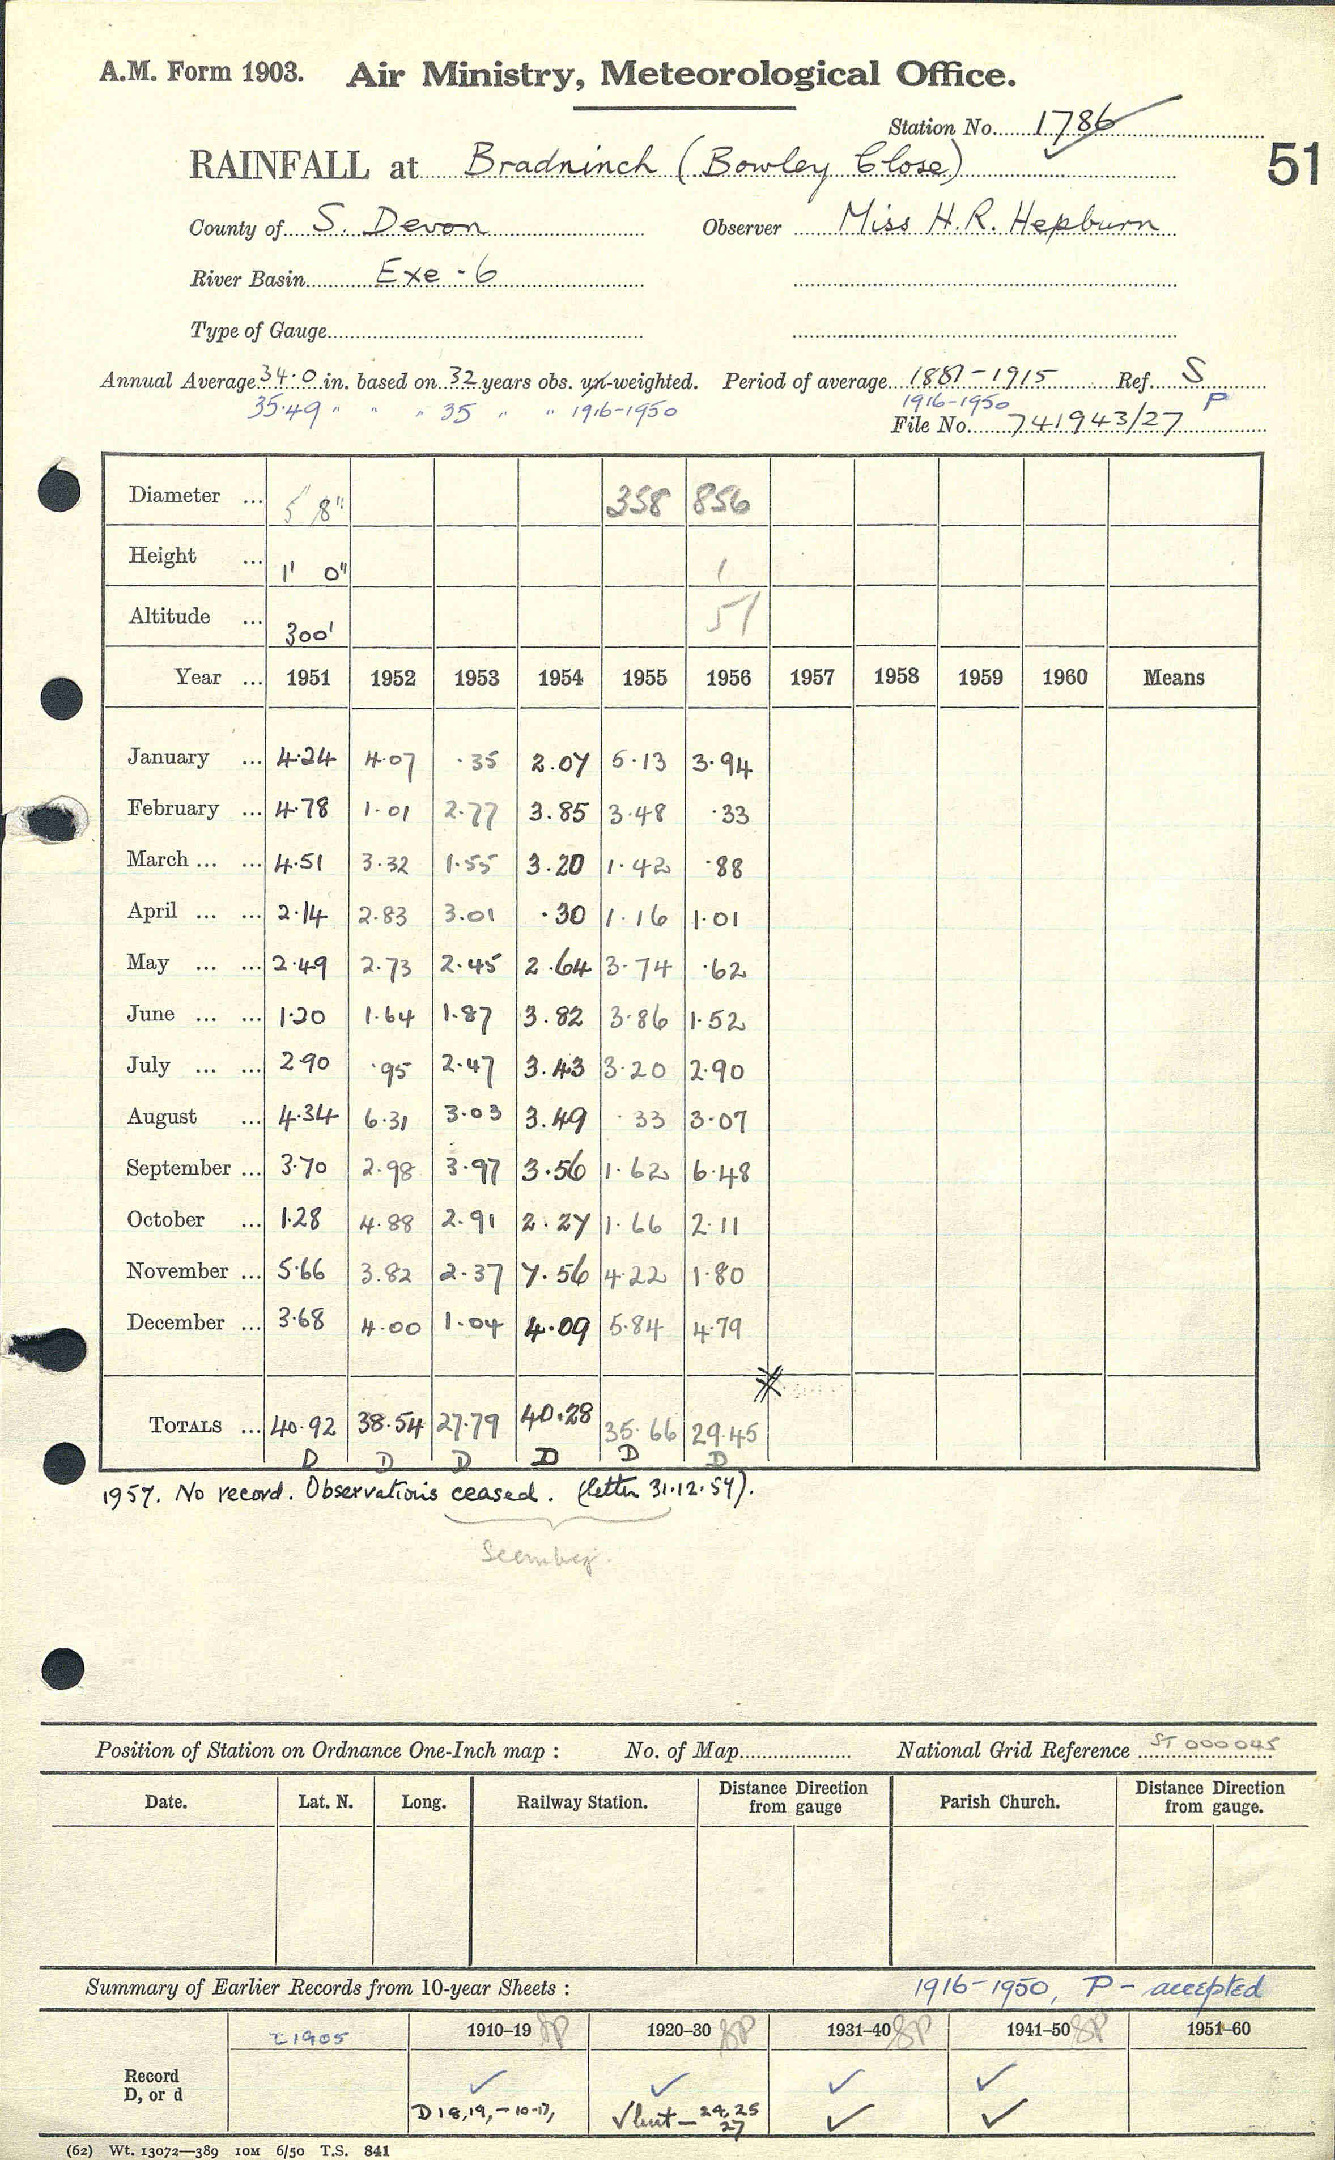 A.M. Form 1903. Air Ministry, Meteorological Office.
Station No. 1786
51
RAINFALL at Bradninch (Bowley Close)
County of S. Devon Observer Miss H.R. Hepburn
River Basin Exe - 6
Type of Gauge
Annual Average 34.0 in. based on 32 years obs. un-weighted. Period of average 1881-1915 Ref. S
35.49 " " " 35 " " 1916-1950 1916-1950 P
File No. 741943/27
Diameter ... 5 8" 358 856
Height ... 1' 0" 1
Altitude ... 300' 51
Year ... 1951 1952 1953 1954 1955 1956 1957 1958 1959 1960 Means
January ... 4.24 4.07 .35 2.07 5.13 3.94
February ... 4.78 1.01 2.77 3.85 3.48 .33
March ... ... 4.51 3.32 1.55 3.20 1.42 .88
April ... ... 2.14 2.83 3.01 .30 1.16 1.01
May ... ... 2.49 2.73 2.45 2.64 3.74 .62
June ... ... 1.20 1.64 1.87 3.82 3.86 1.52
July ... ... 2.90 .95 2.47 3.43 3.20 2.90
August ... 4.34 6.31 3.03 3.49 .33 3.07
September ... 3.70 2.98 3.97 3.56 1.62 6.48
October ... 1.28 4.88 2.91 2.27 1.66 2.11
November ... 5.66 3.82 2.37 7.56 4.22 1.80
December ... 3.68 4.00 1.04 4.09 5.84 4.79
TOTALS ... 40.92 38.54 27.79 40.28 35.66 29.45
D D D D D D
1957. No record. Observations ceased. (letter 31.12.57).
Position of Station on Ordnance One-Inch map : No. of Map National Grid Reference ST 000045
Date. Lat. N. Long. Railway Station. Distance Direction from gauge Parish Church. Distance Direction from gauge.
Summary of Earlier Records from 10-year Sheets : 1916-1950, P - accepted
1905 1910-19 1920-30 1931-40 1941-50 1951-60
Record ✓ ✓ ✓ ✓
D, or d D 18, 19, - 10-17, ✓ but - 24, 25 27 ✓ ✓
(62) Wt. 13072—389 10M 6/50 T.S. 841